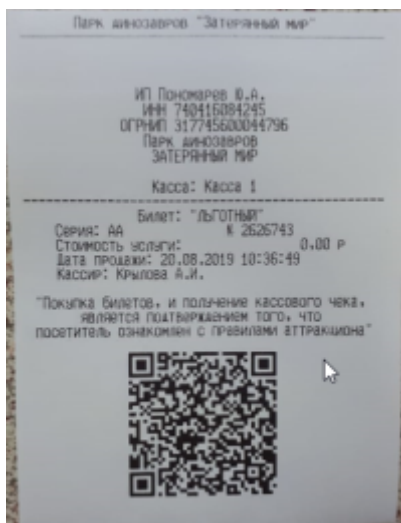 Парк динозавров "Затерянный мир"
ИП Пономарев Ю.А.
ИНН 740416084245
ОГРНИП 317745600044796
Парк динозавров
ЗАТЕРЯННЫЙ МИР
Касса: Касса 1
Билет: "ЛЬГОТНЫЙ"
Серия: АА № 2626743
Стоимость услуги: 0.00 Р
Дата продажи: 20.08.2019 10:36:49
Кассир: Крылова А.И.
"Покупка билетов, и получение кассового чека,
является подтверждением того, что
посетитель ознакомлен с правилами аттракциона"